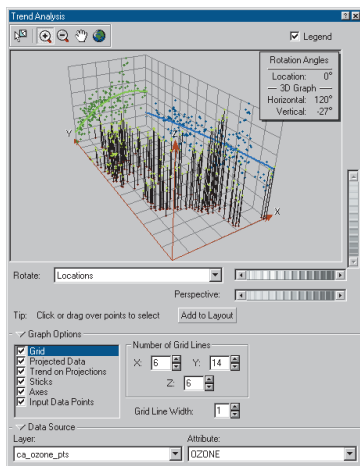 Trend Analysis
Legend
Rotation Angles
Location: 0°
3D Graph
Horizontal: 120°
Vertical: -27°
Y
Z
X
Rotate: Locations
Perspective:
Tip: Click or drag over points to select Add to Layout
Graph Options
Grid
Projected Data
Trend on Projections
Sticks
Axes
Input Data Points
Number of Grid Lines
X: 6 Y: 14
Z: 6
Grid Line Width: 1
Data Source
Layer: Attribute:
ca_ozone_pts OZONE